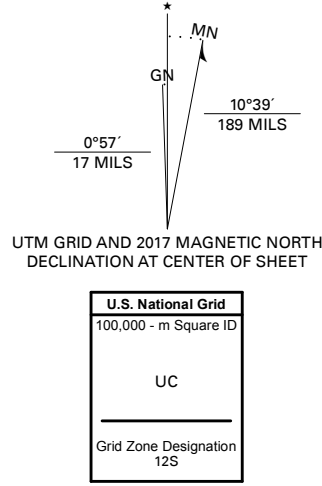 ★
MN
GN
0°57´
17 MILS
10°39´
189 MILS
UTM GRID AND 2017 MAGNETIC NORTH
DECLINATION AT CENTER OF SHEET
U.S. National Grid
100,000 - m Square ID
UC
Grid Zone Designation
12S